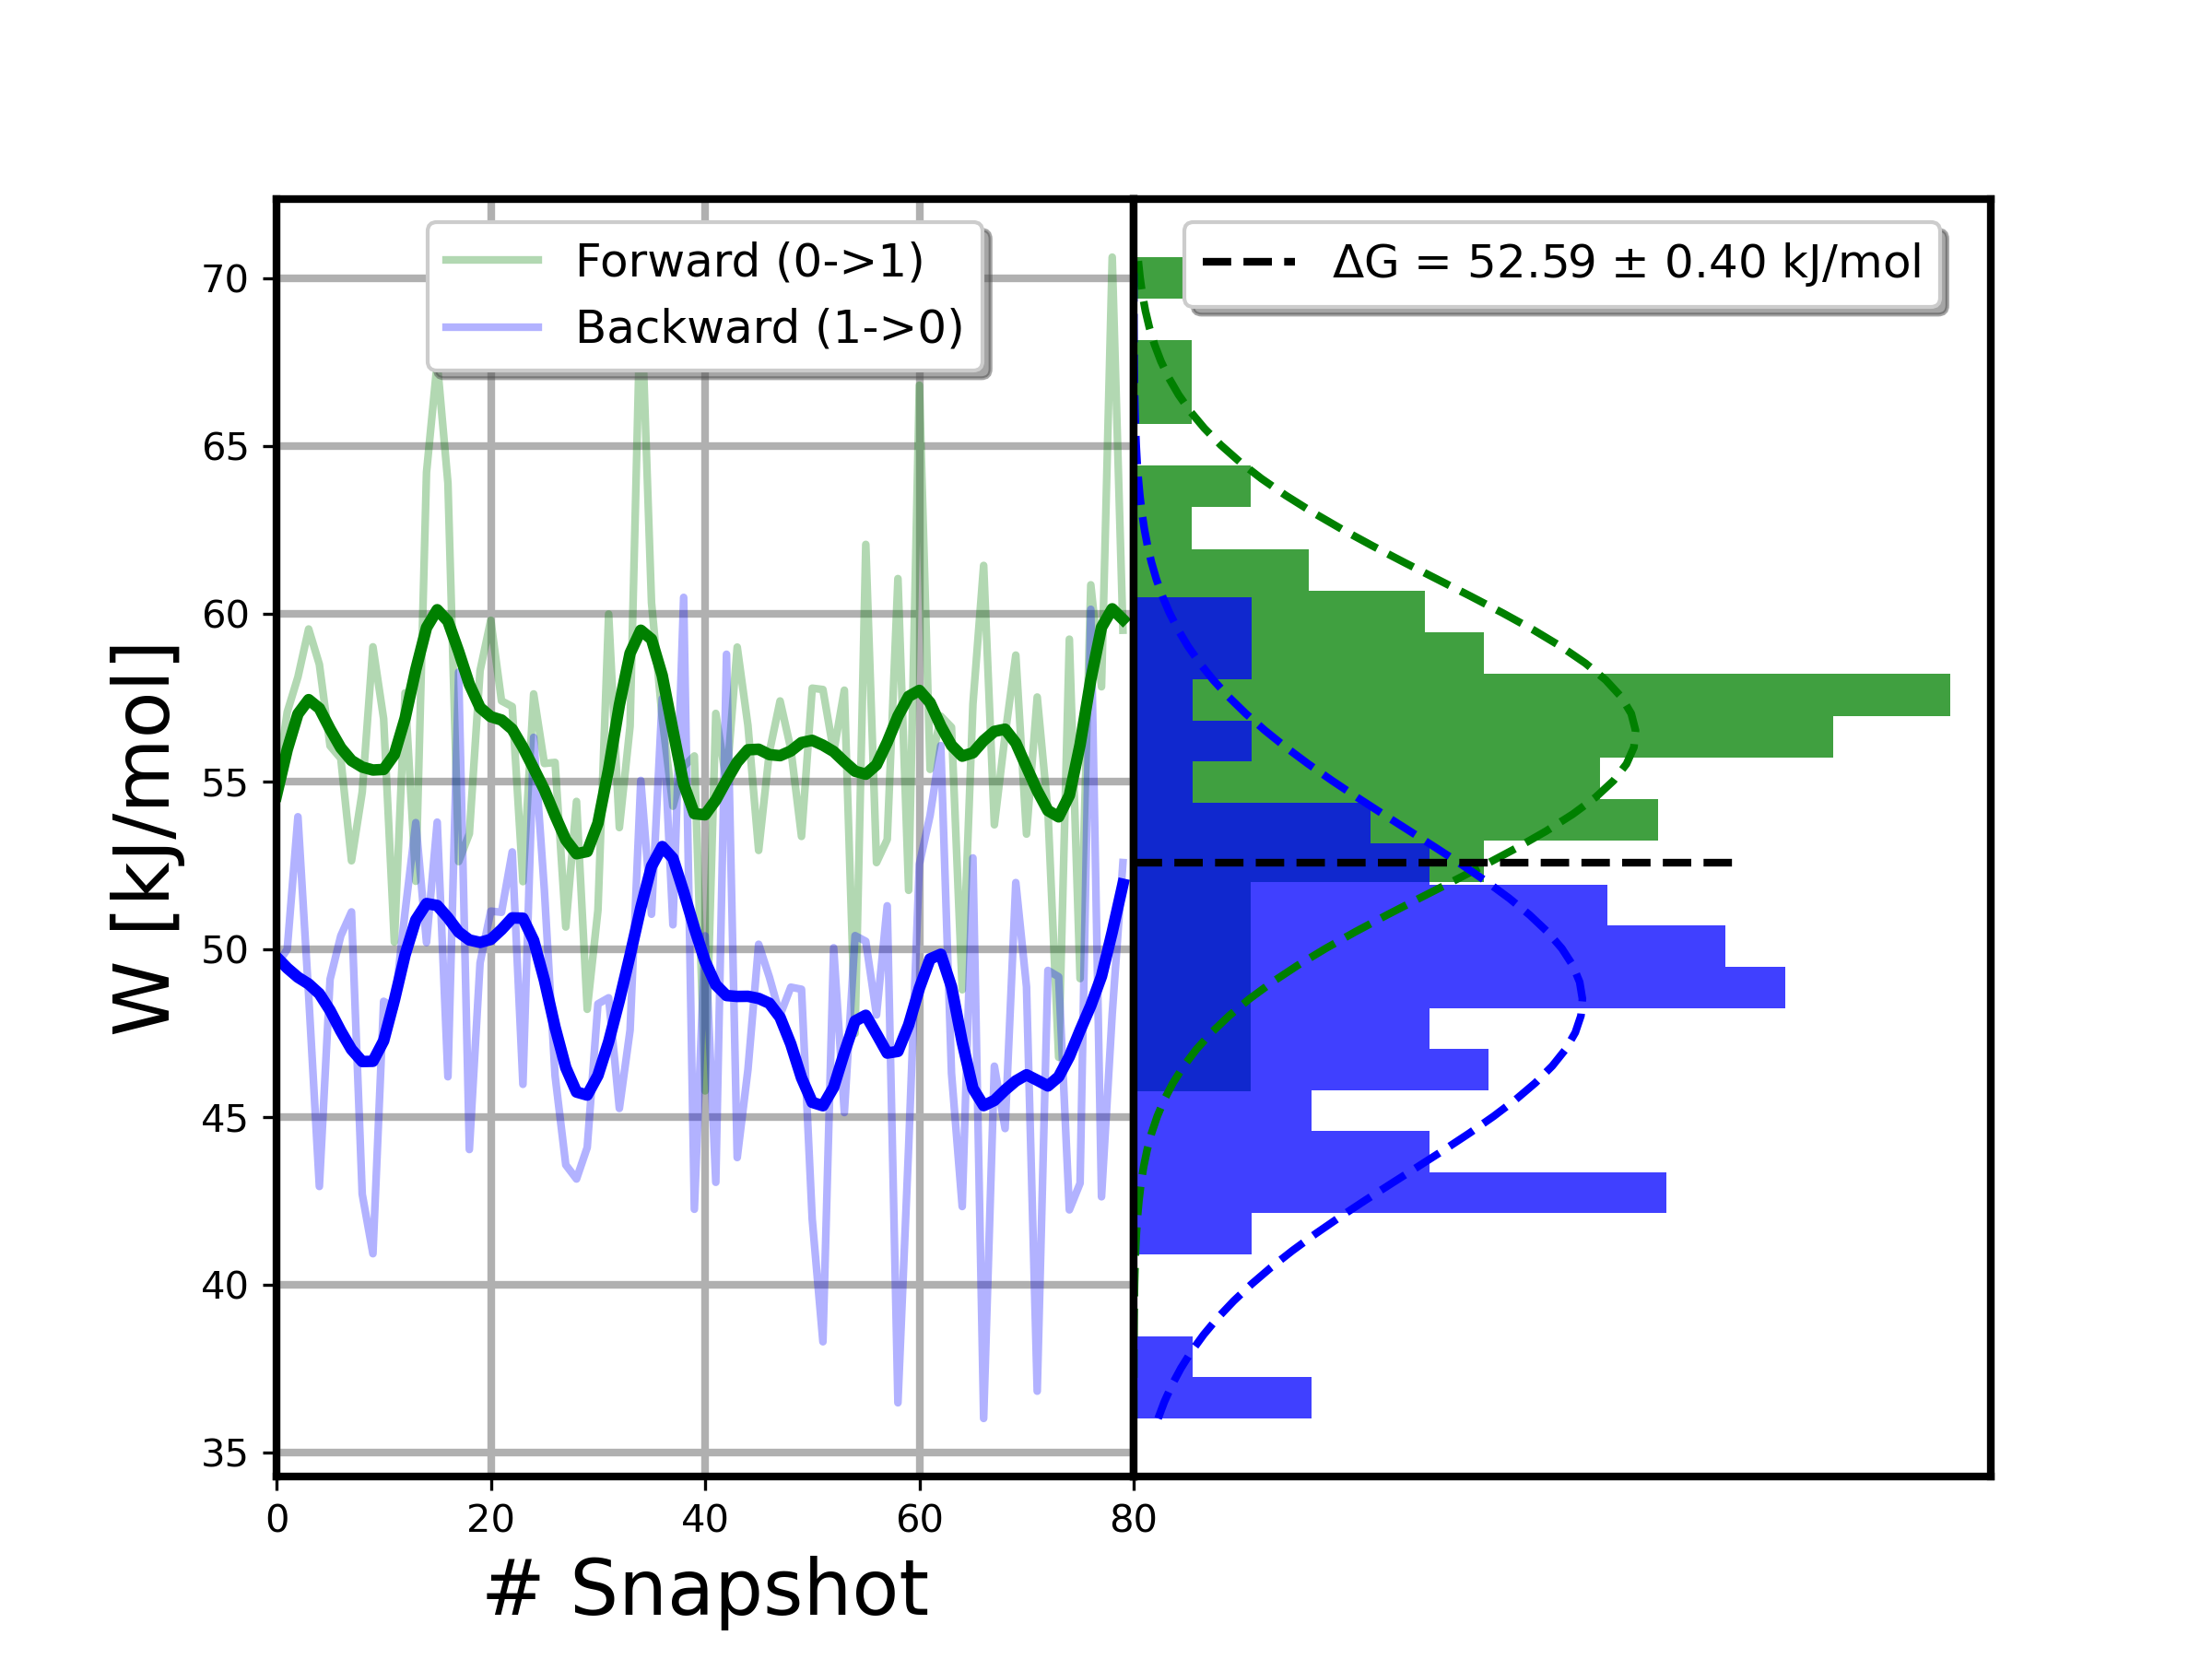 Forward (0->1)
Backward (1->0)
ΔG = 52.59 ± 0.40 kJ/mol
70
65
60
55
50
45
40
35
W [kJ/mol]
0 20 40 60 80
# Snapshot